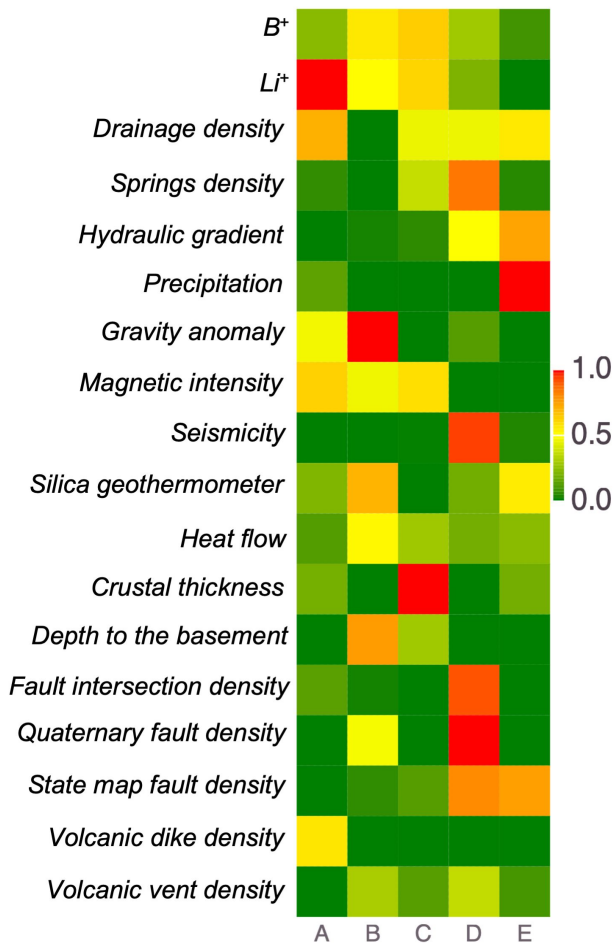 B⁺
Li⁺
Drainage density
Springs density
Hydraulic gradient
Precipitation
Gravity anomaly
Magnetic intensity
Seismicity
Silica geothermometer
Heat flow
Crustal thickness
Depth to the basement
Fault intersection density
Quaternary fault density
State map fault density
Volcanic dike density
Volcanic vent density
A B C D E
1.0
0.5
0.0